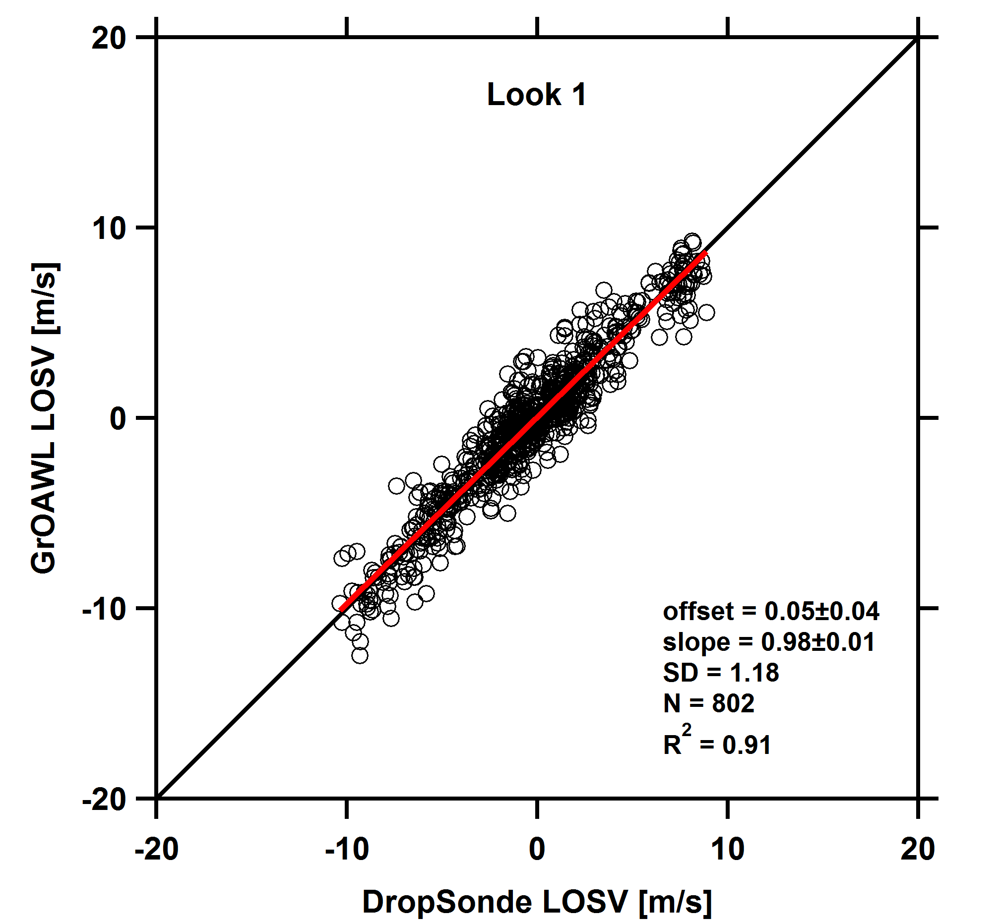 Look 1
20
10
0
-10
-20
GrOAWL LOSV [m/s]
offset = 0.05±0.04
slope = 0.98±0.01
SD = 1.18
N = 802
R² = 0.91
-20 -10 0 10 20
DropSonde LOSV [m/s]